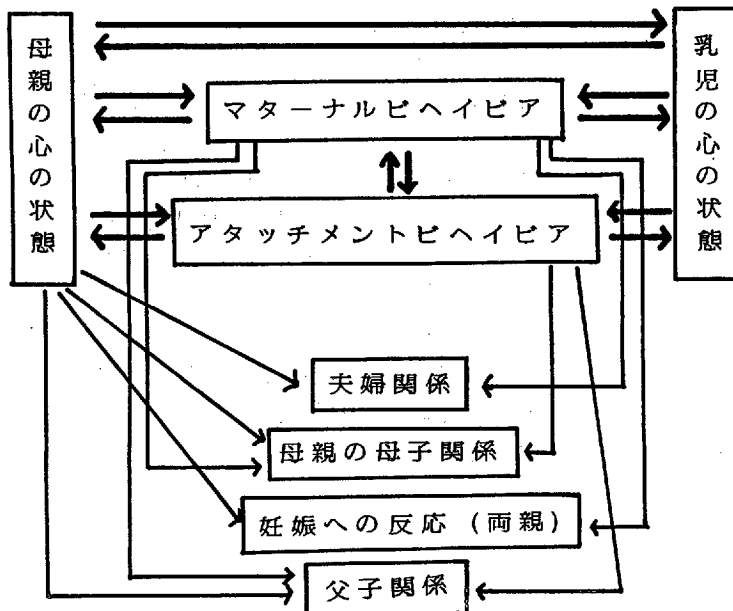 母親の心の状態
乳児の心の状態
マターナルビヘイビア
アタッチメントビヘイビア
夫婦関係
母親の母子関係
妊娠への反応（両親）
父子関係